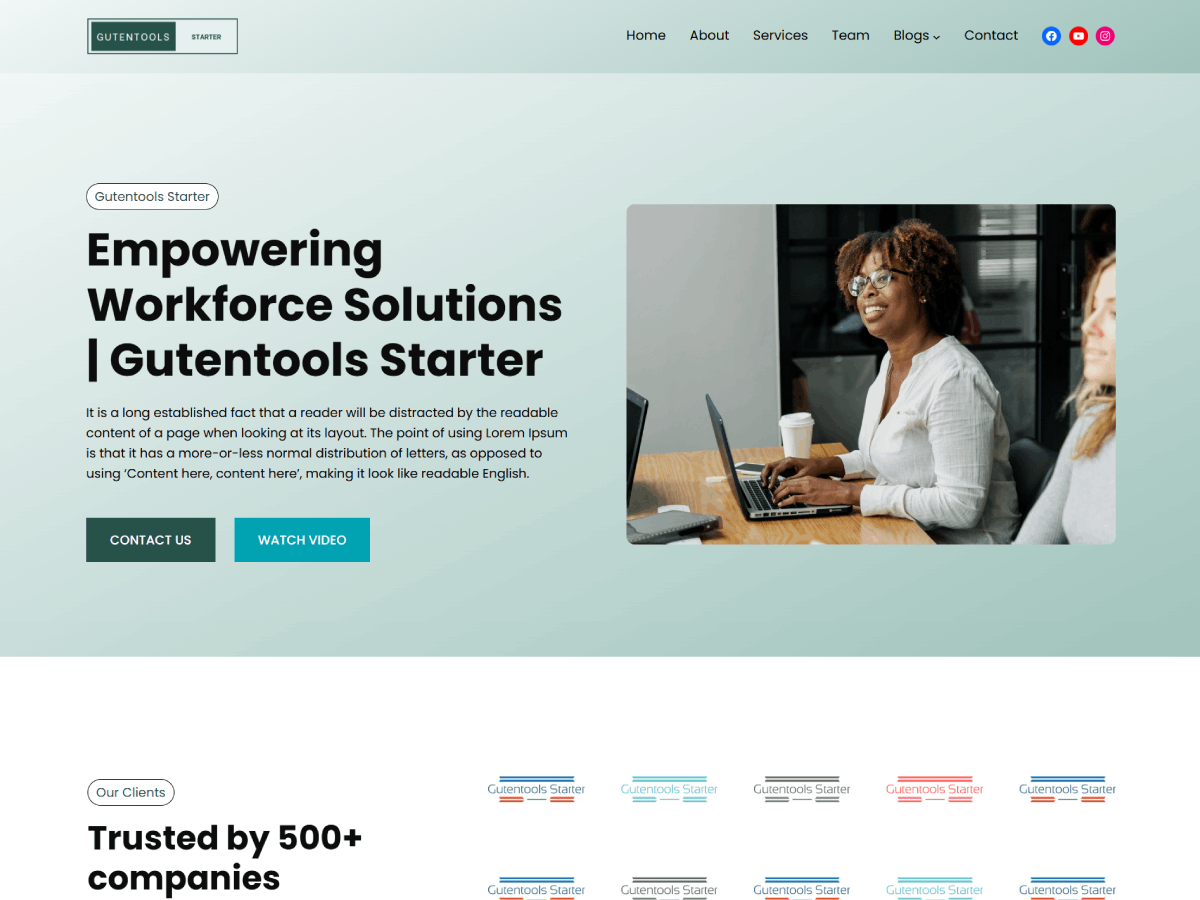 GUTENTOOLS STARTER
Home About Services Team Blogs Contact
Gutentools Starter
Empowering
Workforce Solutions
| Gutentools Starter
It is a long established fact that a reader will be distracted by the readable
content of a page when looking at its layout. The point of using Lorem Ipsum
is that it has a more-or-less normal distribution of letters, as opposed to
using ‘Content here, content here’, making it look like readable English.
CONTACT US WATCH VIDEO
Our Clients
Trusted by 500+
companies
Gutentools Starter Gutentools Starter Gutentools Starter Gutentools Starter Gutentools Starter
Gutentools Starter Gutentools Starter Gutentools Starter Gutentools Starter Gutentools Starter